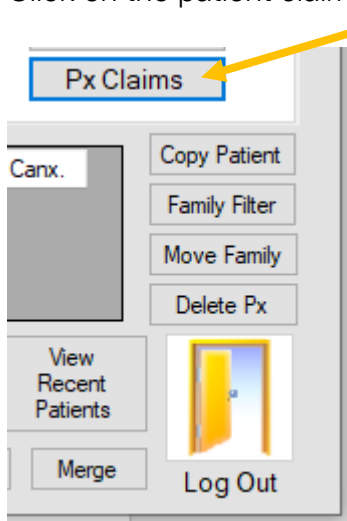 Px Claims
Copy Patient
Canx.
Family Filter
Move Family
Delete Px
View
Recent
Patients
Merge
Log Out